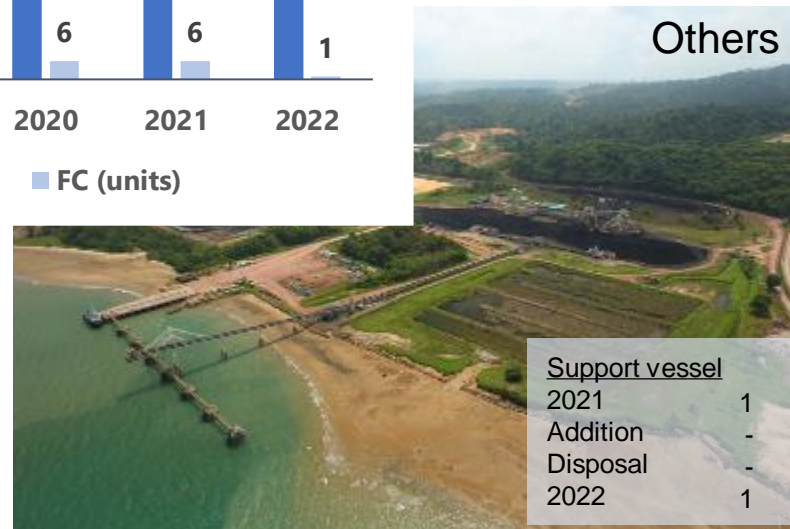 6 6 1
2020 2021 2022
FC (units)
Others
Support vessel
2021 1
Addition -
Disposal -
2022 1